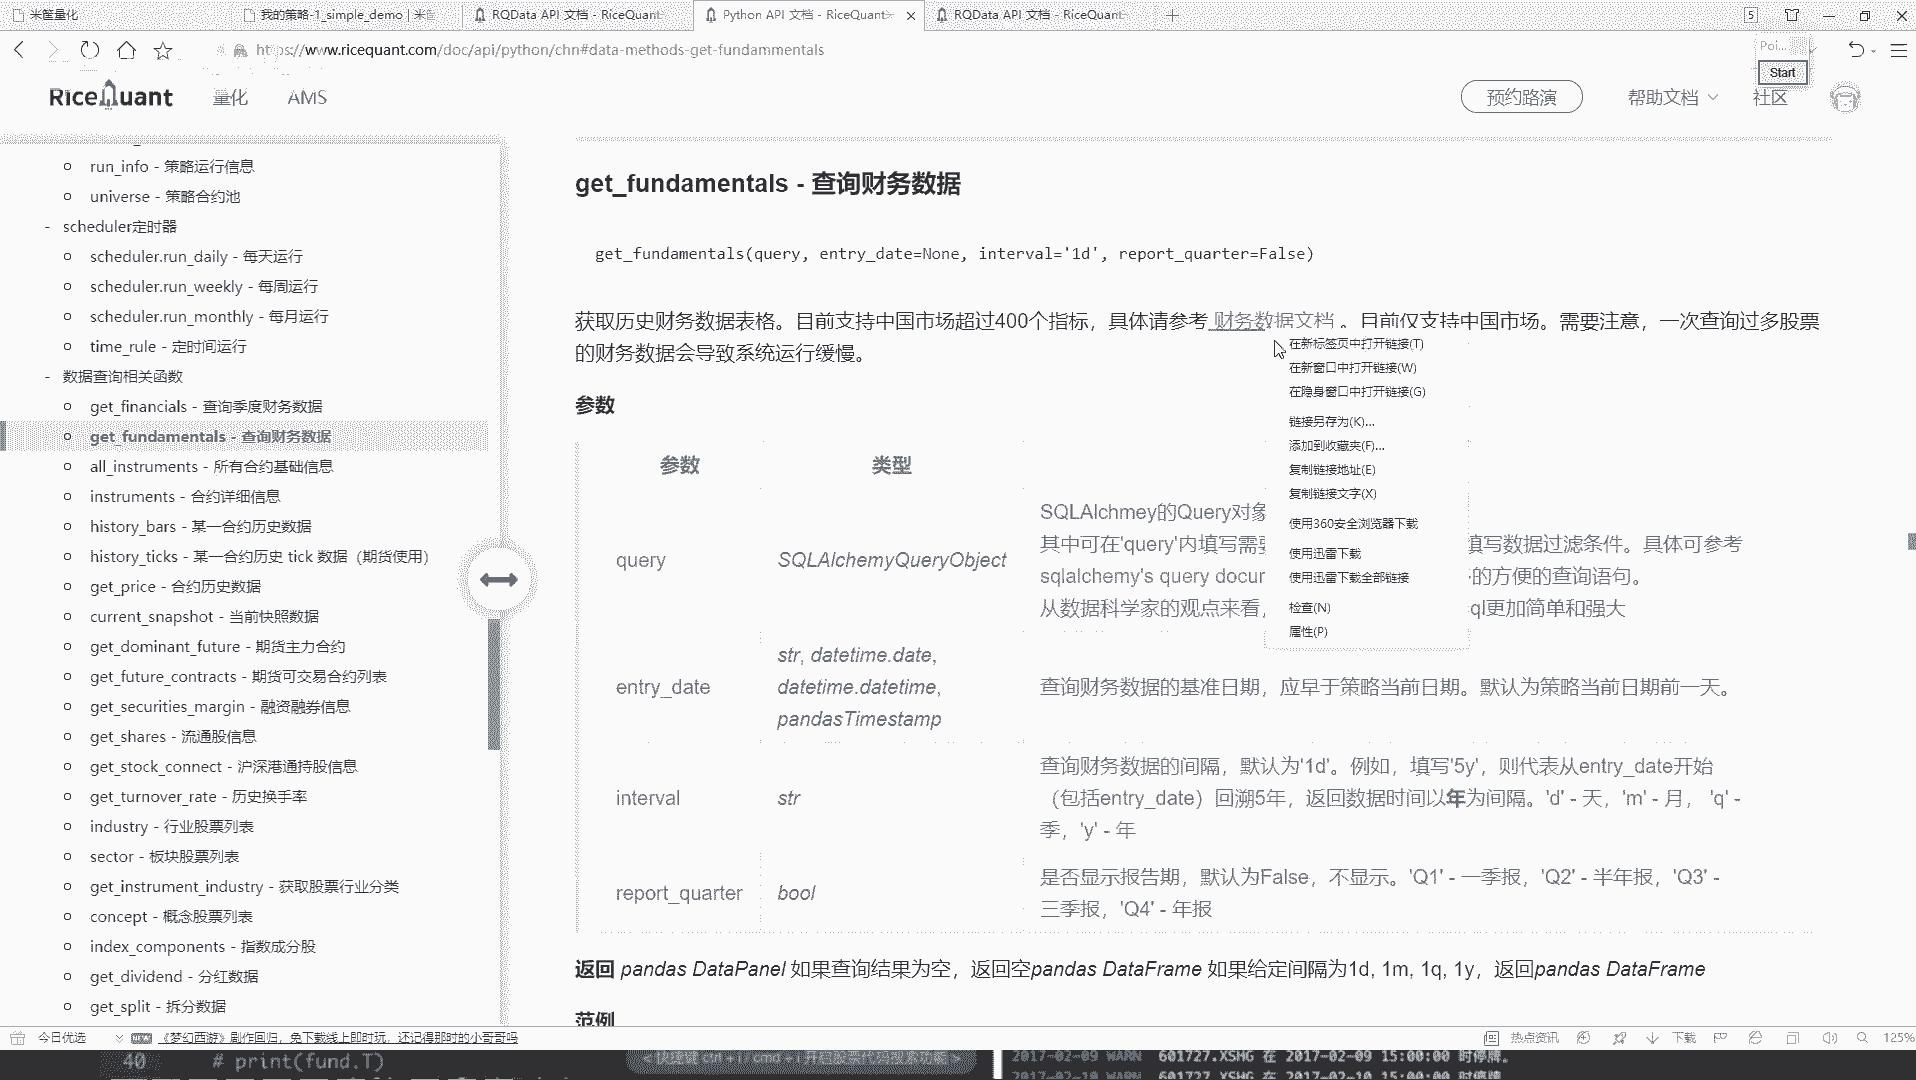 米筐量化
我的策略-1_simple_demo | 米筐
RQData API 文档 - RiceQuant
Python API 文档 - RiceQuant
RQData API 文档 - RiceQuant
5
https://www.ricequant.com/doc/api/python/chn#data-methods-get-fundammentals
Poi...
Start
RiceQuant
量化
AMS
预约路演
帮助文档
社区
run_info - 策略运行信息
universe - 策略合约池
- scheduler定时器
scheduler.run_daily - 每天运行
scheduler.run_weekly - 每周运行
scheduler.run_monthly - 每月运行
time_rule - 定时间运行
- 数据查询相关函数
get_financials - 查询季度财务数据
get_fundamentals - 查询财务数据
all_instruments - 所有合约基础信息
instruments - 合约详细信息
history_bars - 某一合约历史数据
history_ticks - 某一合约历史 tick 数据（期货使用）
get_price - 合约历史数据
current_snapshot - 当前快照数据
get_dominant_future - 期货主力合约
get_future_contracts - 期货可交易合约列表
get_securities_margin - 融资融券信息
get_shares - 流通股信息
get_stock_connect - 沪深港通持股信息
get_turnover_rate - 历史换手率
industry - 行业股票列表
sector - 板块股票列表
get_instrument_industry - 获取股票行业分类
concept - 概念股票列表
index_components - 指数成分股
get_dividend - 分红数据
get_split - 拆分数据
get_fundamentals - 查询财务数据
get_fundamentals(query, entry_date=None, interval='1d', report_quarter=False)
获取历史财务数据表格。目前支持中国市场超过400个指标，具体请参考 财务数据文档 。目前仅支持中国市场。需要注意，一次查询过多股票
的财务数据会导致系统运行缓慢。
参数
参数 类型
query SQLAlchemyQueryObject
SQLAlchmey的Query对象
其中可在'query'内填写需要 填写数据过滤条件。具体可参考
sqlalchemy's query docur 的方便的查询语句。
从数据科学家的观点来看， ql更加简单和强大
entry_date
str, datetime.date,
datetime.datetime,
pandasTimestamp
查询财务数据的基准日期，应早于策略当前日期。默认为策略当前日期前一天。
interval str
查询财务数据的间隔，默认为'1d'。例如，填写'5y'，则代表从entry_date开始
（包括entry_date）回溯5年，返回数据时间以年为间隔。'd' - 天，'m' - 月， 'q' -
季，'y' - 年
report_quarter bool
是否显示报告期，默认为False，不显示。'Q1' - 一季报，'Q2' - 半年报，'Q3' -
三季报，'Q4' - 年报
返回 pandas DataPanel 如果查询结果为空，返回空pandas DataFrame 如果给定间隔为1d, 1m, 1q, 1y，返回pandas DataFrame
范例
在新标签页中打开链接(T)
在新窗口中打开链接(W)
在隐身窗口中打开链接(G)
链接另存为(K)...
添加到收藏夹(F)...
复制链接地址(E)
复制链接文字(X)
使用360安全浏览器下载
使用迅雷下载
使用迅雷下载全部链接
检查(N)
属性(P)
今日优选
NEW
《梦幻西游》剧作回归，免下载线上即时玩，还记得那时的小哥哥吗
热点资讯
下载
125%
40 # print(fund.T)
<快捷键 ctrl + i / cmd + i 开启股票代码搜索功能>
2017-02-09 WARN 601727.XSHG 在 2017-02-09 15:00:00 时停牌。
2017-02-10 WARN 601727.XSHG 在 2017-02-10 15:00:00 时停牌。